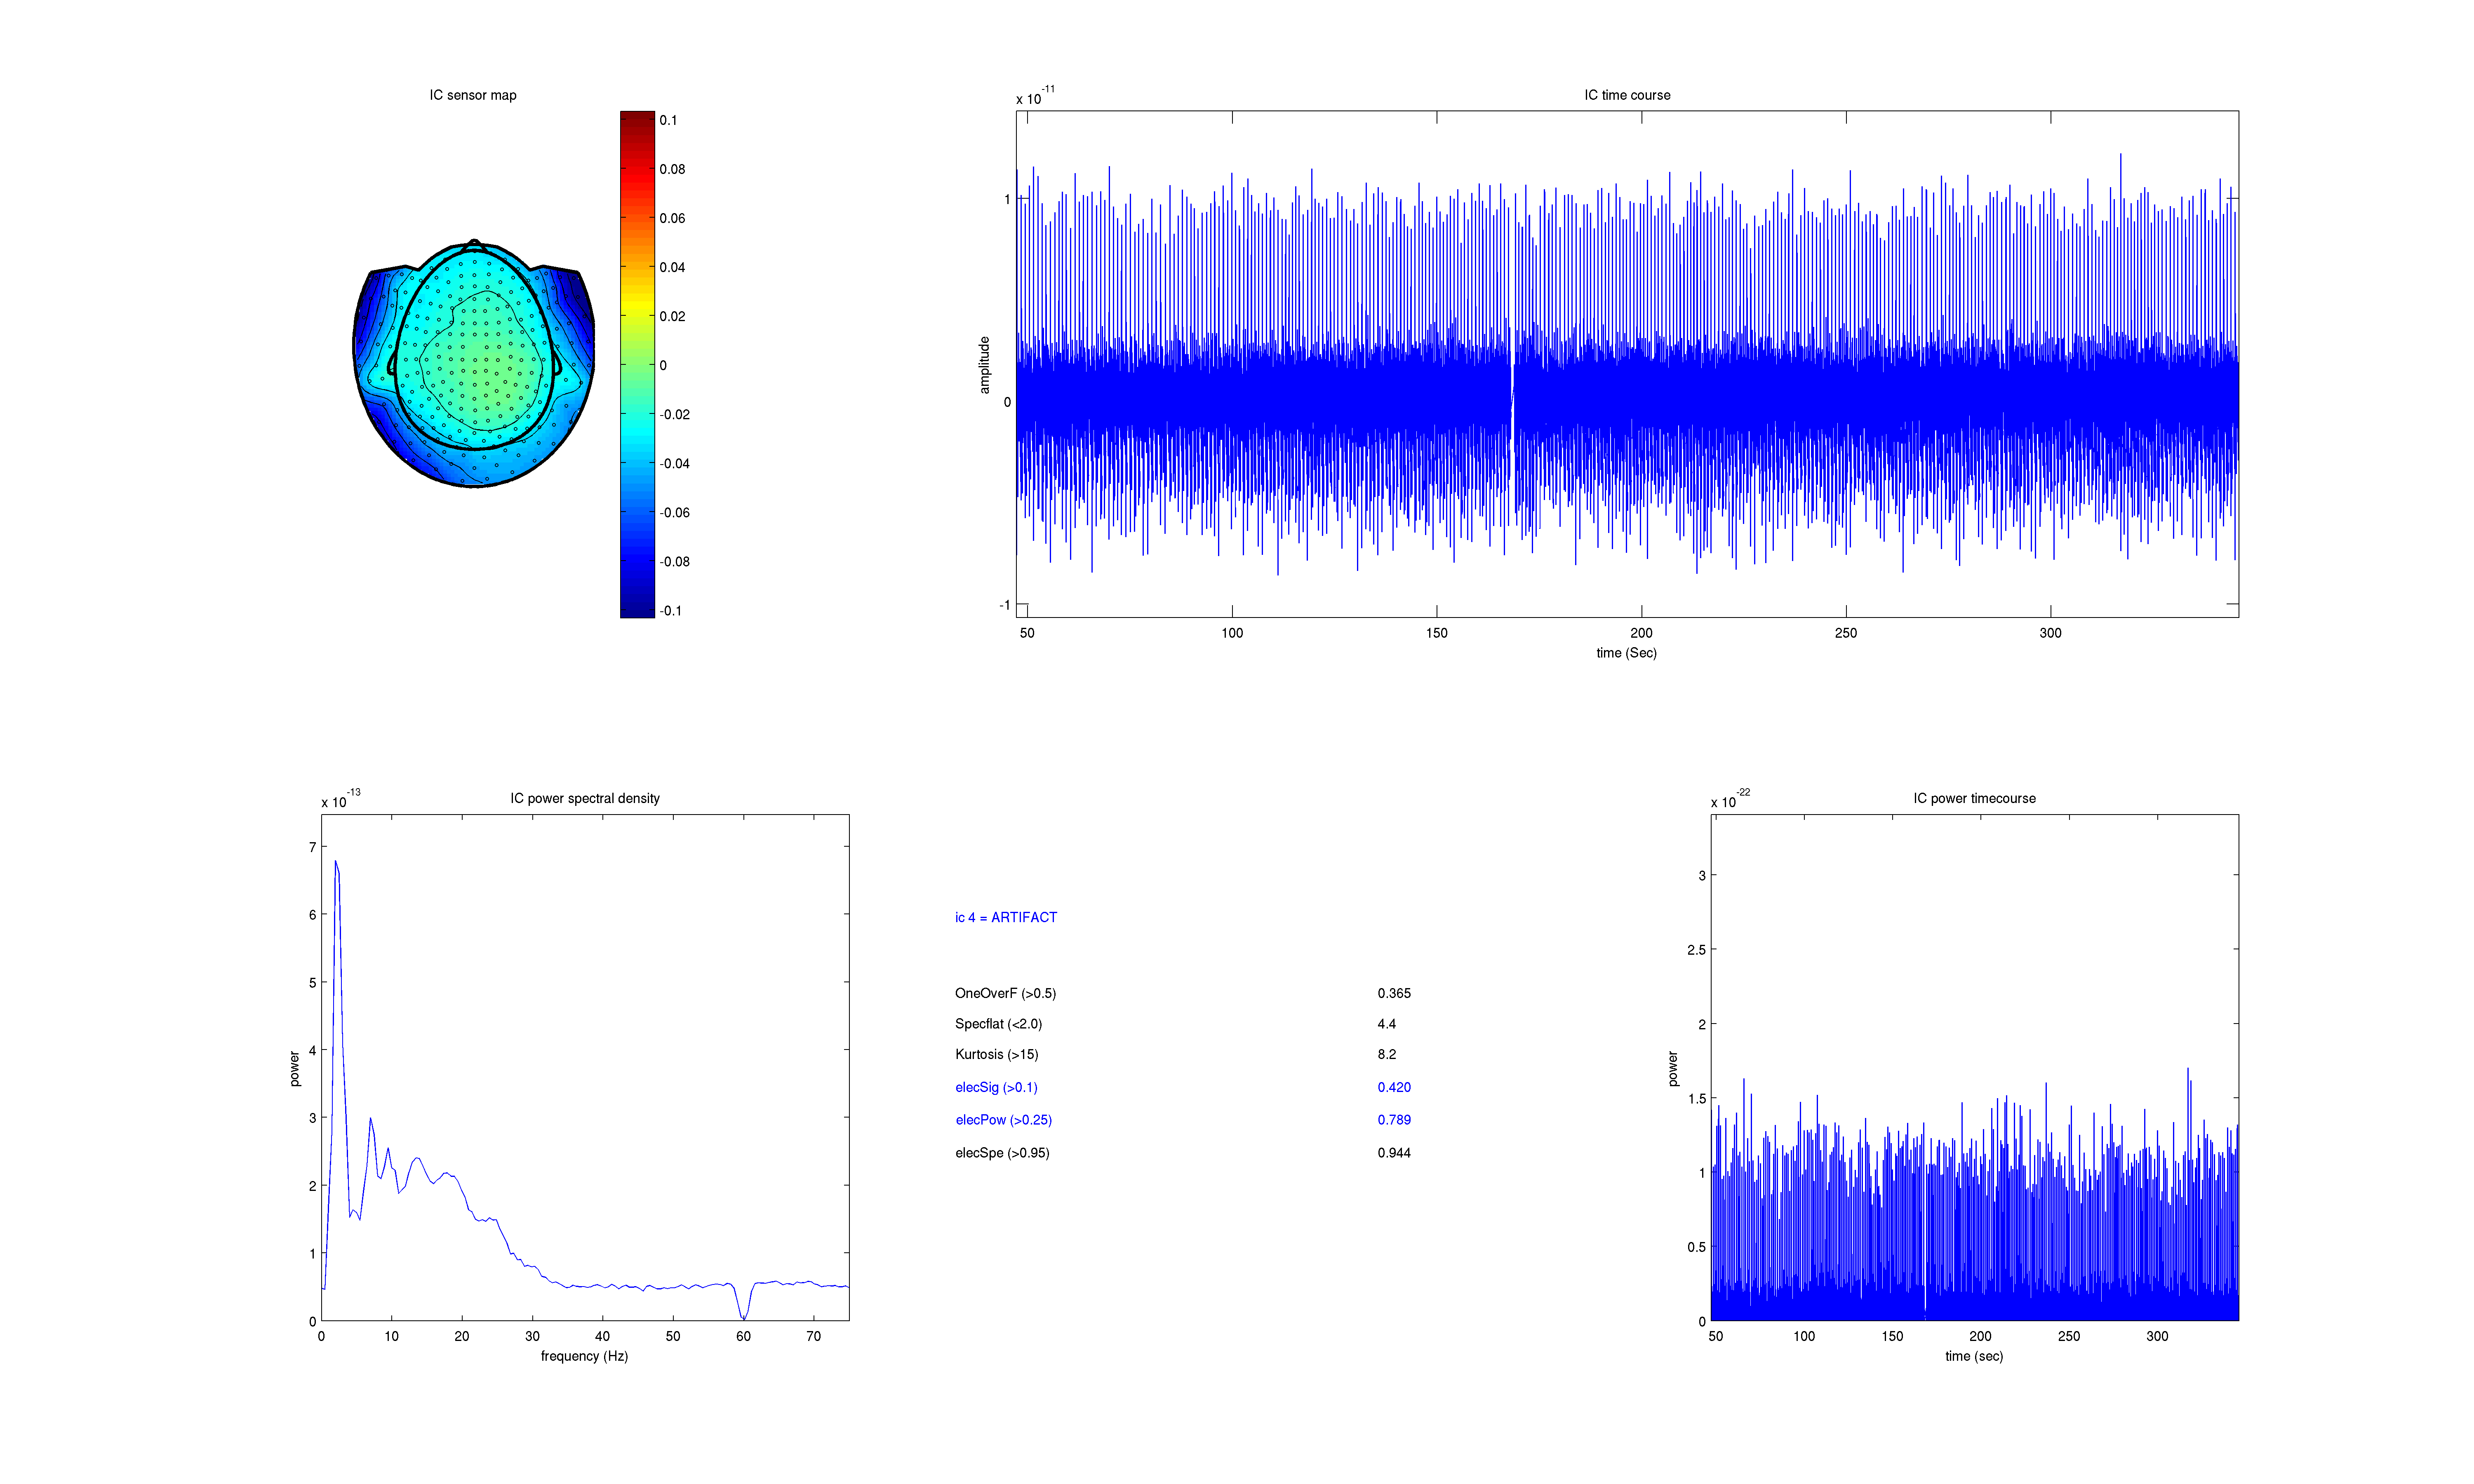 IC sensor map
0.1
0.08
0.06
0.04
0.02
0
-0.02
-0.04
-0.06
-0.08
-0.1
x 10-11
IC time course
amplitude
1
0
-1
50 100 150 200 250 300
time (Sec)
x 10-13
IC power spectral density
power
7
6
5
4
3
2
1
0
0 10 20 30 40 50 60 70
frequency (Hz)
ic 4 = ARTIFACT
OneOverF (>0.5) 0.365
Specflat (<2.0) 4.4
Kurtosis (>15) 8.2
elecSig (>0.1) 0.420
elecPow (>0.25) 0.789
elecSpe (>0.95) 0.944
x 10-22
IC power timecourse
power
3
2.5
2
1.5
1
0.5
0
50 100 150 200 250 300
time (sec)